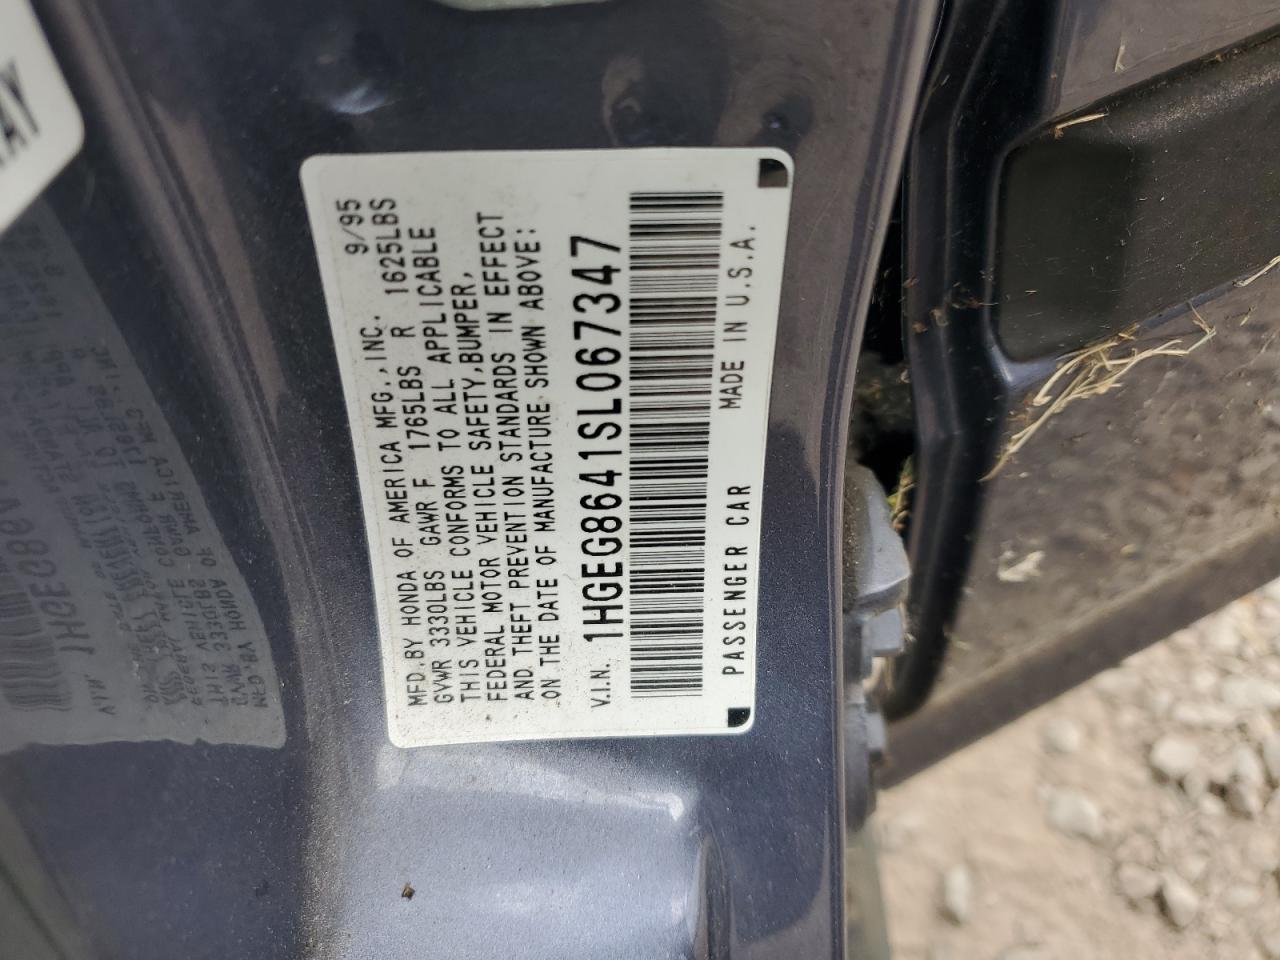 MFD.BY HONDA OF AMERICA MFG.,INC. 9/95
GVWR 3330LBS GAWR F 1765LBS R 1625LBS
THIS VEHICLE CONFORMS TO ALL APPLICABLE
FEDERAL MOTOR VEHICLE SAFETY,BUMPER,
AND THEFT PREVENTION STANDARDS IN EFFECT
ON THE DATE OF MANUFACTURE SHOWN ABOVE:
V.I.N. 1HGEG8641SL067347
PASSENGER CAR MADE IN U.S.A.